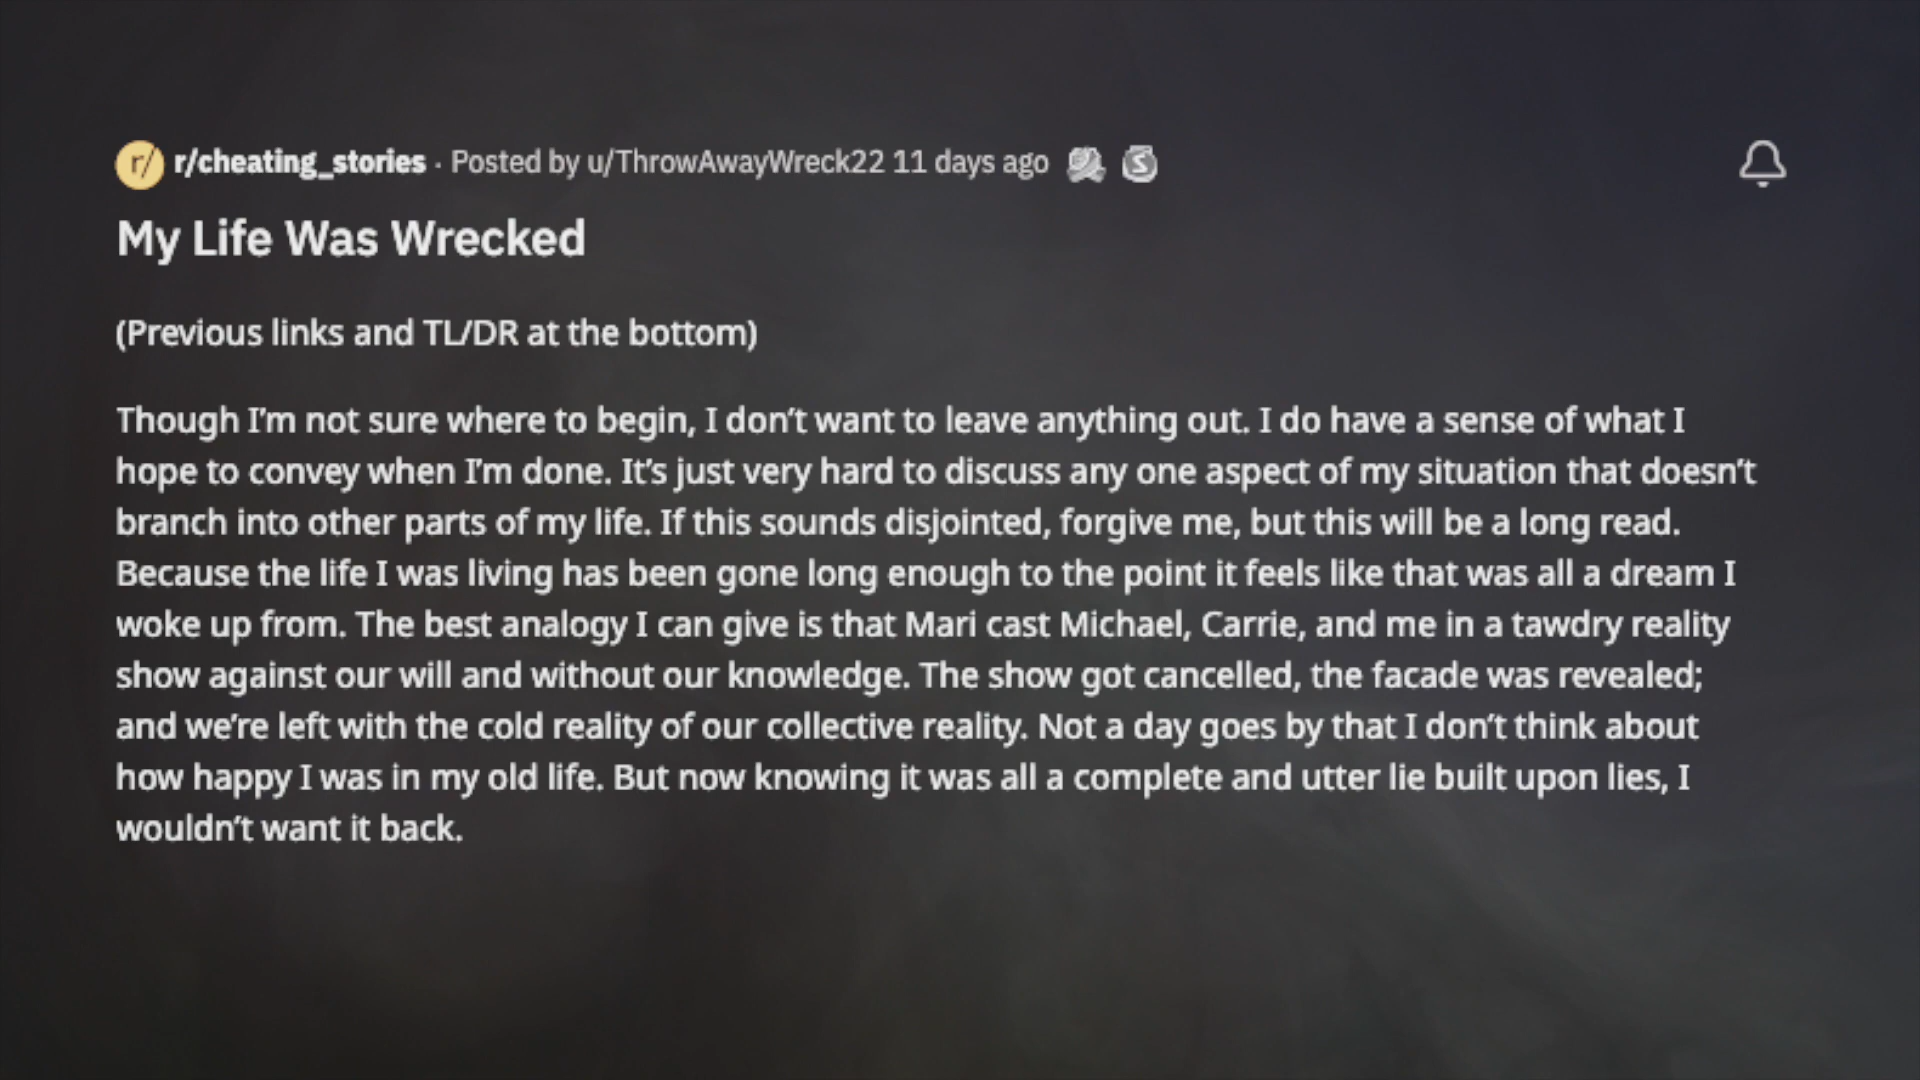 r/ r/cheating_stories · Posted by u/ThrowAwayWreck22 11 days ago S
My Life Was Wrecked
(Previous links and TL/DR at the bottom)
Though I’m not sure where to begin, I don’t want to leave anything out. I do have a sense of what I
hope to convey when I’m done. It’s just very hard to discuss any one aspect of my situation that doesn’t
branch into other parts of my life. If this sounds disjointed, forgive me, but this will be a long read.
Because the life I was living has been gone long enough to the point it feels like that was all a dream I
woke up from. The best analogy I can give is that Mari cast Michael, Carrie, and me in a tawdry reality
show against our will and without our knowledge. The show got cancelled, the facade was revealed;
and we’re left with the cold reality of our collective reality. Not a day goes by that I don’t think about
how happy I was in my old life. But now knowing it was all a complete and utter lie built upon lies, I
wouldn’t want it back.